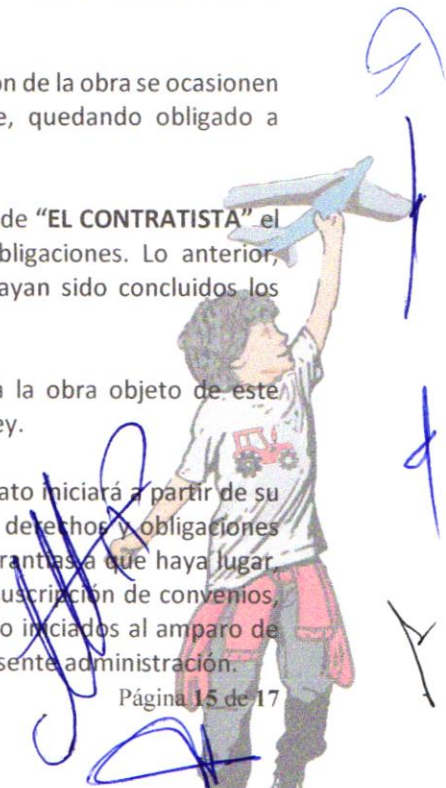 ón de la obra se ocasionen
e, quedando obligado a
de "EL CONTRATISTA" el
bligaciones. Lo anterior,
ayan sido concluidos los
a la obra objeto de este
ey.
ato iniciará a partir de su
derechos y obligaciones
rantías a que haya lugar,
suscripción de convenios,
o iniciados al amparo de
sente administración.
Página 15 de 17